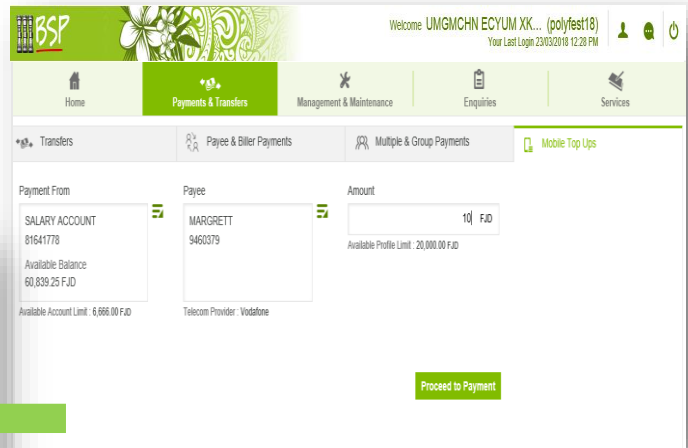 BSP
Welcome UMGMCHN ECYUM XK... (polyfest18)
Your Last Login 23/03/2018 12:28 PM
Home
Payments & Transfers
Management & Maintenance
Enquiries
Services
Transfers
Payee & Biller Payments
Multiple & Group Payments
Mobile Top Ups
Payment From
SALARY ACCOUNT
81641778
Available Balance
60,839.25 FJD
Available Account Limit : 6,666.00 FJD
Payee
MARGRETT
9460379
Telecom Provider : Vodafone
Amount
10 FJD
Available Profile Limit : 20,000.00 FJD
Proceed to Payment